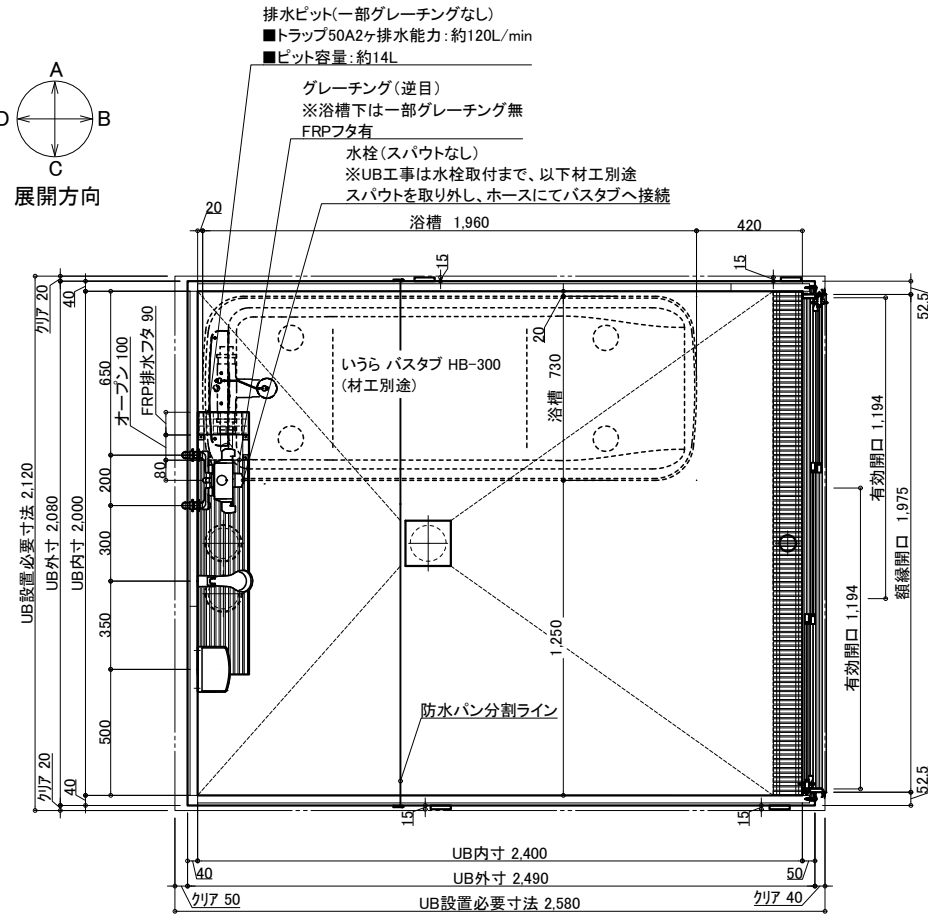 排水ピット(一部グレーチングなし)
■トラップ50A2ヶ排水能力:約120L/min
■ピット容量:約14L
グレーチング(逆目)
※浴槽下は一部グレーチング無
FRPフタ有
水栓(スパウトなし)
※UB工事は水栓取付まで、以下材工別途
スパウトを取り外し、ホースにてバスタブへ接続
A
D
B
C
展開方向
20
浴槽 1,960
420
15
15
クリア 20
40
52.5
650
オープン 100
FRP排水フタ 90
80
200
300
350
500
UB設置必要寸法 2,120
UB外寸 2,080
UB内寸 2,000
いうら バスタブ HB-300
(材工別途)
20
浴槽 730
有効開口 1,194
額縁開口 1,975
有効開口 1,194
1,250
防水パン分割ライン
クリア 20
40
52.5
15
15
UB内寸 2,400
40
50
UB外寸 2,490
クリア 50
クリア 40
UB設置必要寸法 2,580